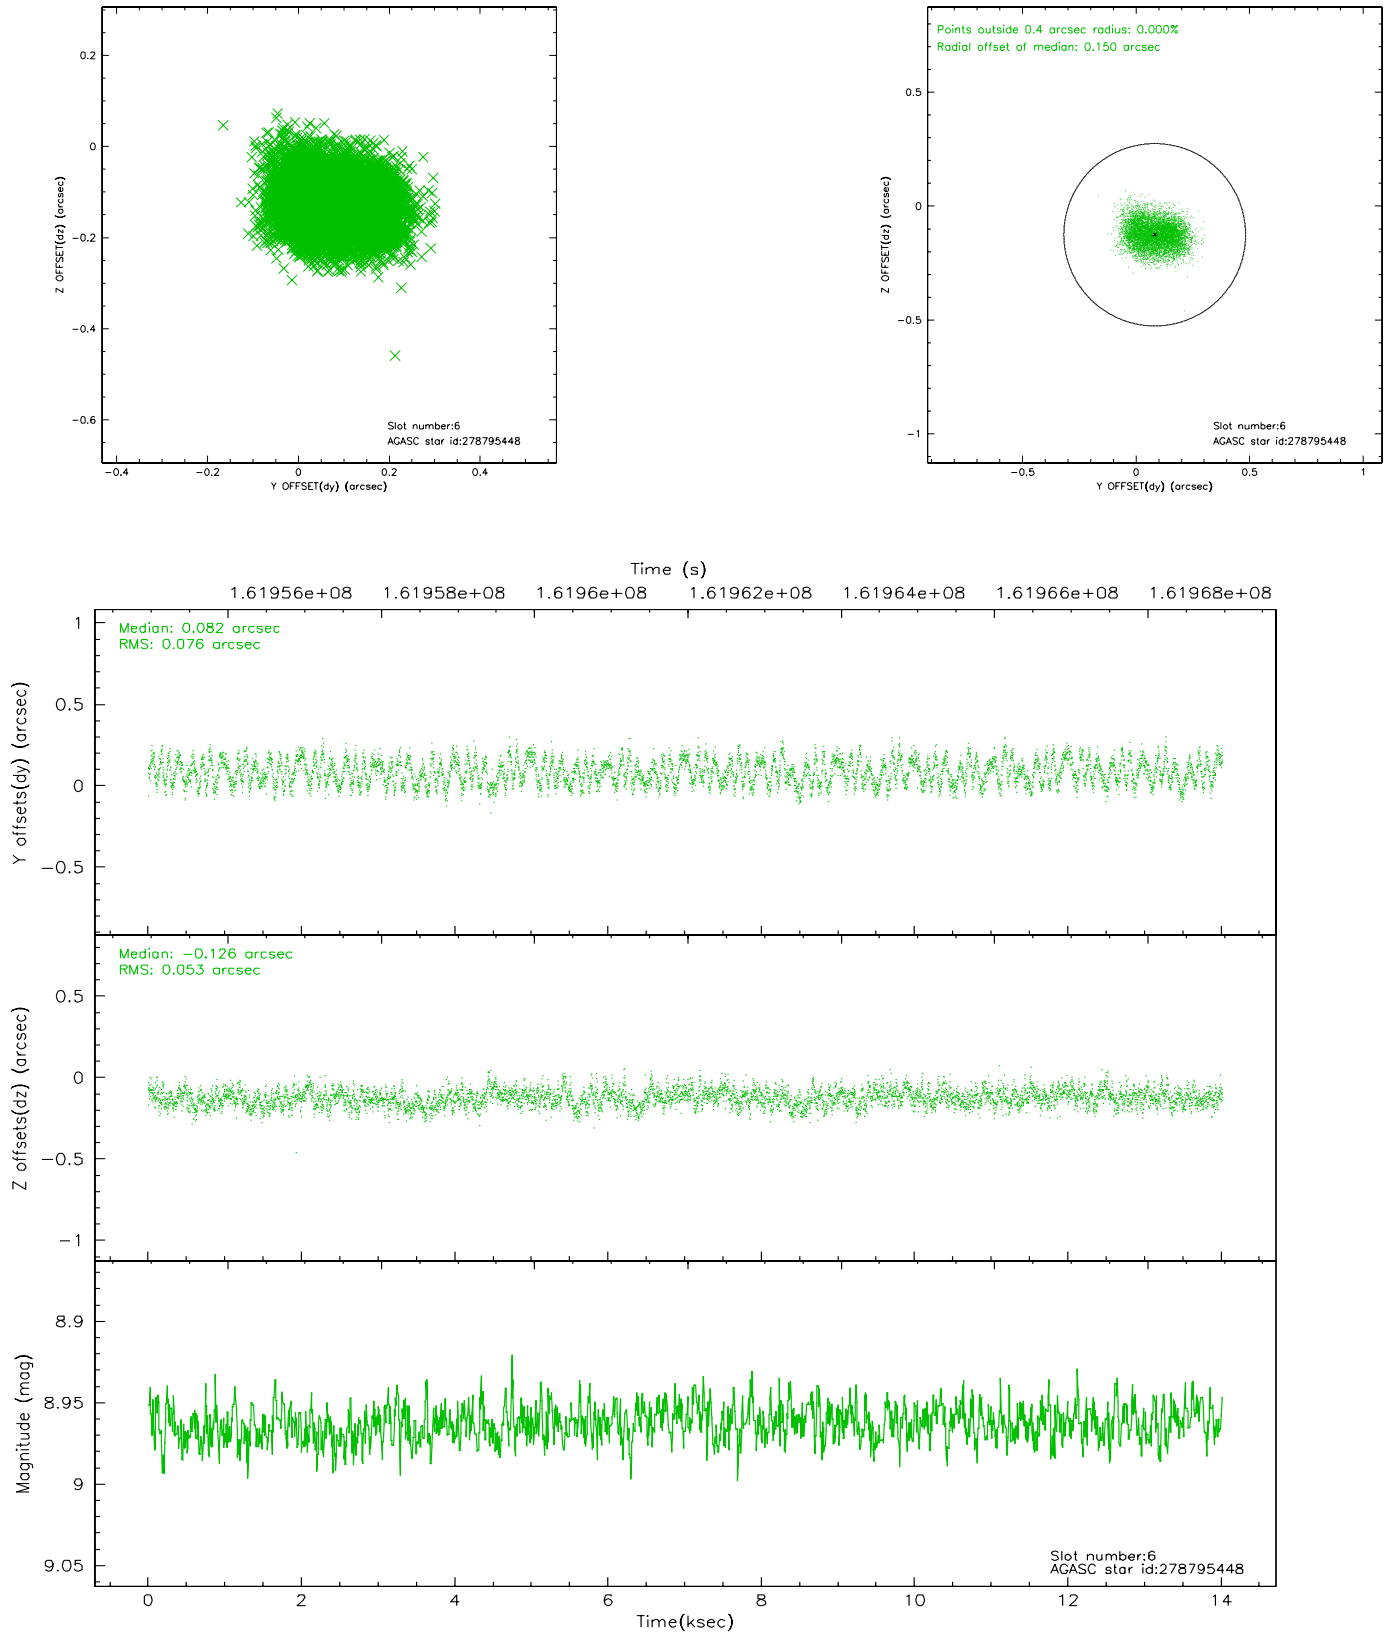 0.2
0
−0.2
−0.4
−0.6
Z OFFSET(dz) (arcsec)
−0.4 −0.2 0 0.2 0.4
Y OFFSET(dy) (arcsec)
Slot number:6
AGASC star id:278795448
Points outside 0.4 arcsec radius: 0.000%
Radial offset of median: 0.150 arcsec
0.5
0
−0.5
−1
Z OFFSET(dz) (arcsec)
−0.5 0 0.5 1
Y OFFSET(dy) (arcsec)
Slot number:6
AGASC star id:278795448
Time (s)
1.61956e+08 1.61958e+08 1.6196e+08 1.61962e+08 1.61964e+08 1.61966e+08 1.61968e+08
Median: 0.082 arcsec
RMS: 0.076 arcsec
1
0.5
0
−0.5
Y offsets(dy) (arcsec)
Median: −0.126 arcsec
RMS: 0.053 arcsec
0.5
0
−0.5
−1
Z offsets(dz) (arcsec)
8.9
8.95
9
9.05
Magnitude (mag)
Slot number:6
AGASC star id:278795448
0 2 4 6 8 10 12 14
Time(ksec)